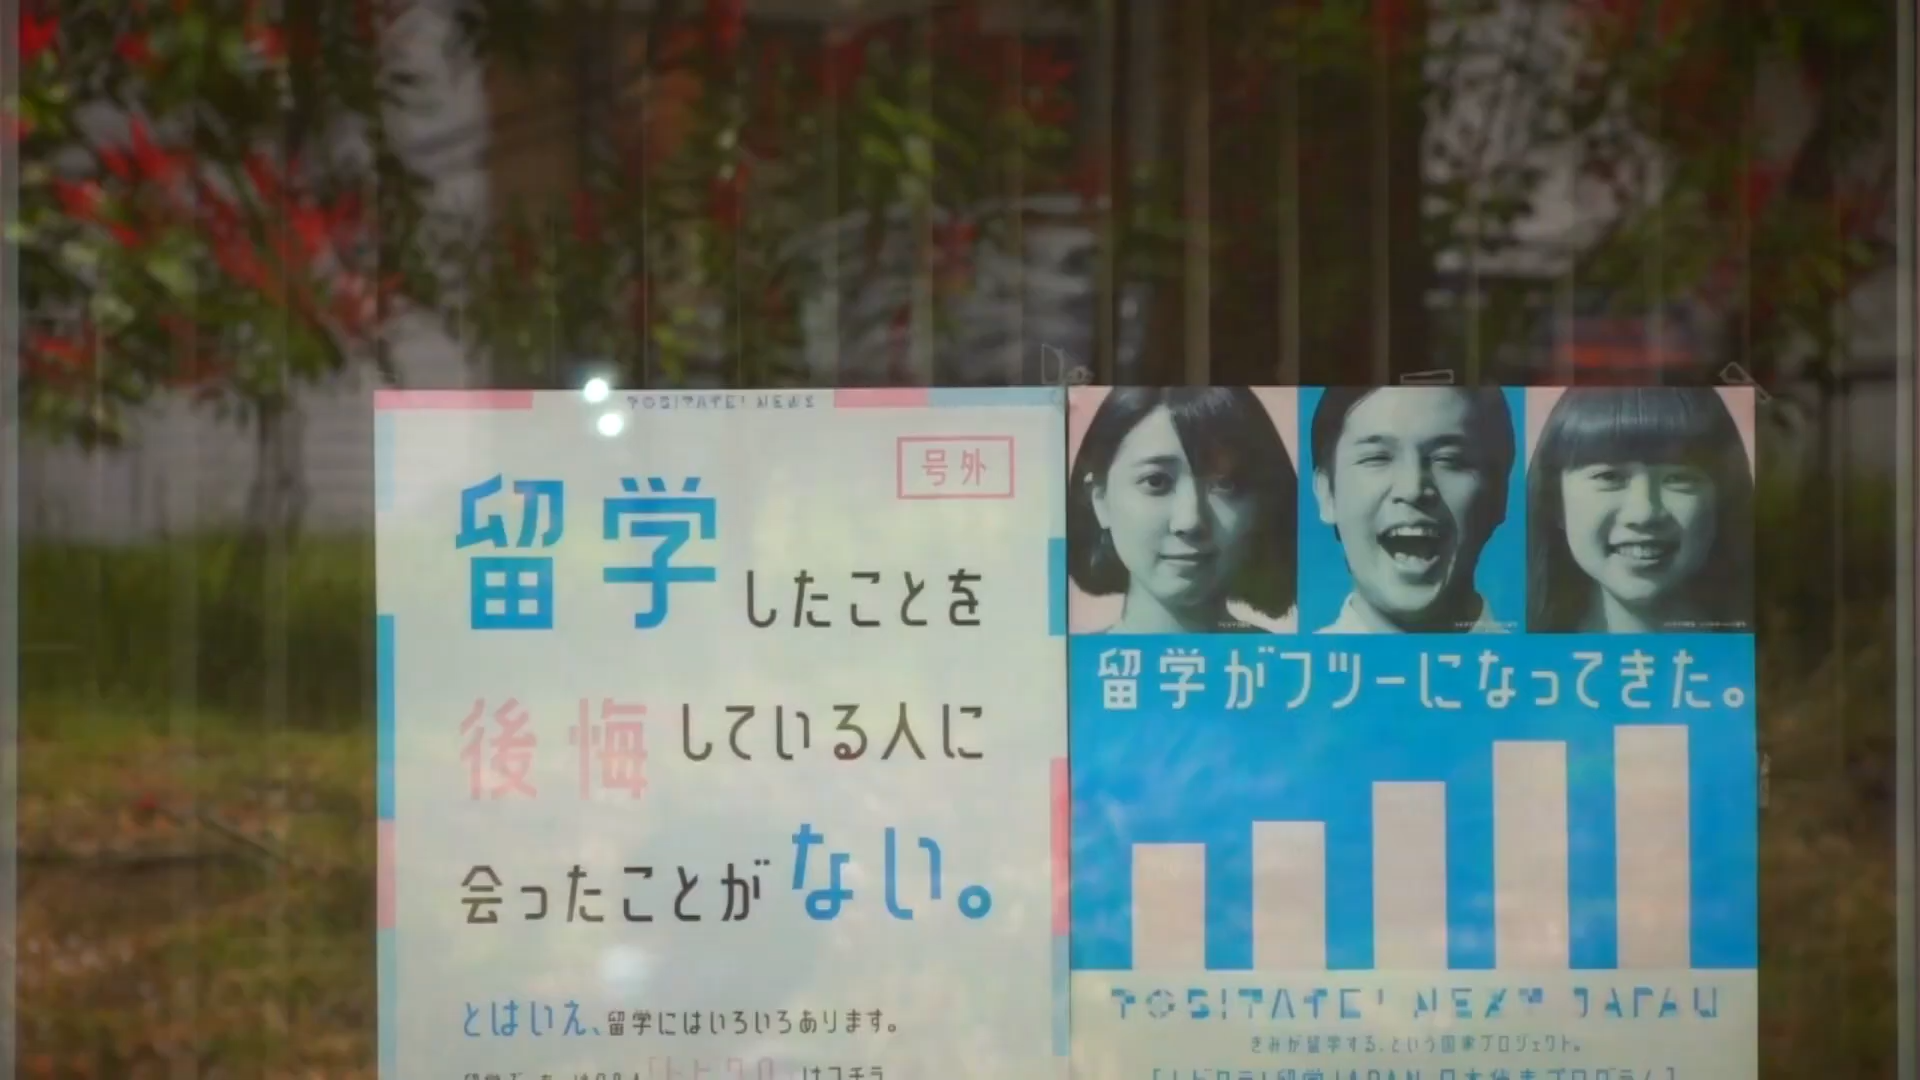 TOBITATE! NEWS
号外
留学したことを
後悔している人に
会ったことがない。
とはいえ、留学にはいろいろあります。
留学がフツーになってきた。
TOBITATE! NEXT JAPAN
きみが留学する、という国家プロジェクト。